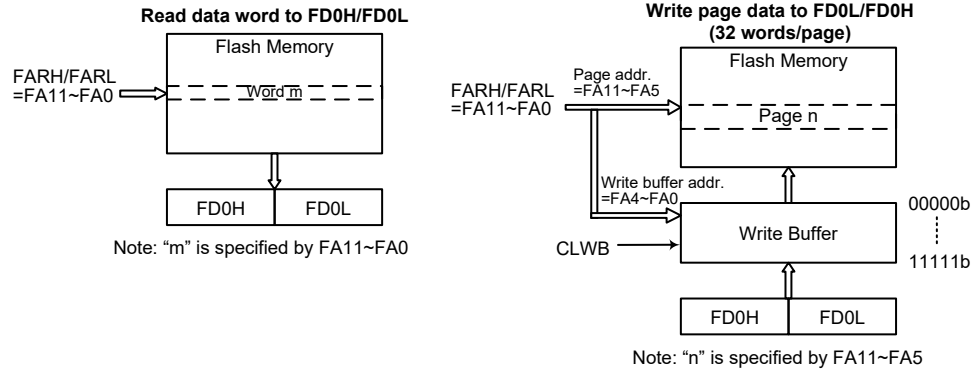 Read data word to FD0H/FD0L
Flash Memory
FARH/FARL
=FA11~FA0
Word m
FD0H
FD0L
Note: “m” is specified by FA11~FA0
Write page data to FD0L/FD0H
(32 words/page)
Flash Memory
Page addr.
=FA11~FA5
FARH/FARL
=FA11~FA0
Page n
Write buffer addr.
=FA4~FA0
00000b
Write Buffer
CLWB
11111b
FD0H
FD0L
Note: “n” is specified by FA11~FA5